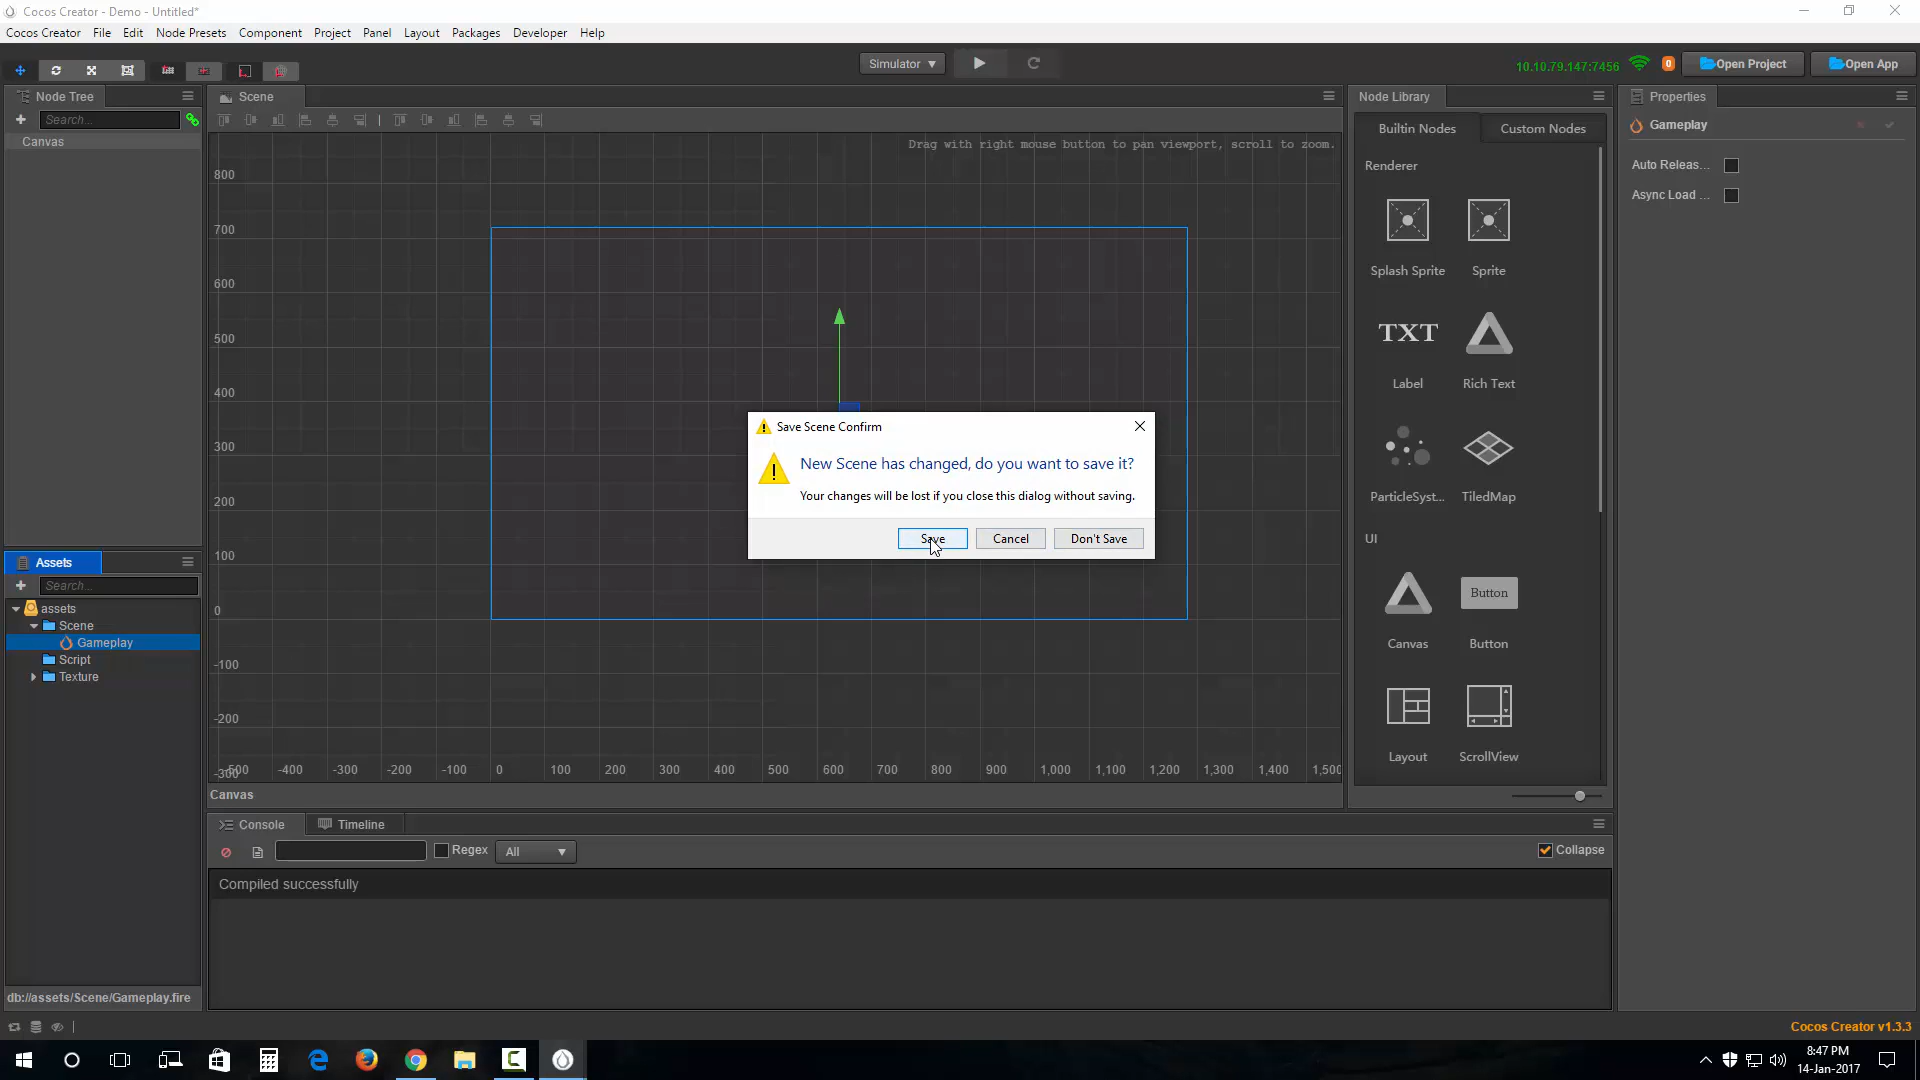 Cocos Creator - Demo - Untitled*
Cocos Creator File Edit Node Presets Component Project Panel Layout Packages Developer Help
Simulator
10.10.79.147:7456
0
Open Project
Open App
Node Tree
Search...
Canvas
Scene
Drag with right mouse button to pan viewport, scroll to zoom.
800
700
600
500
400
300
200
100
0
-100
-200
-300
-500 -400 -300 -200 -100 0 100 200 300 400 500 600 700 800 900 1,000 1,100 1,200 1,300 1,400 1,500
Canvas
Save Scene Confirm
New Scene has changed, do you want to save it?
Your changes will be lost if you close this dialog without saving.
Save
Cancel
Don't Save
Node Library
Builtin Nodes
Custom Nodes
Renderer
Splash Sprite
Sprite
TXT
Label
Rich Text
ParticleSyst...
TiledMap
UI
Canvas
Button
Button
Layout
ScrollView
Properties
Gameplay
Auto Releas...
Async Load ...
Assets
Search...
assets
Scene
Gameplay
Script
Texture
db://assets/Scene/Gameplay.fire
Console
Timeline
Regex
All
Collapse
Compiled successfully
Cocos Creator v1.3.3
8:47 PM
14-Jan-2017